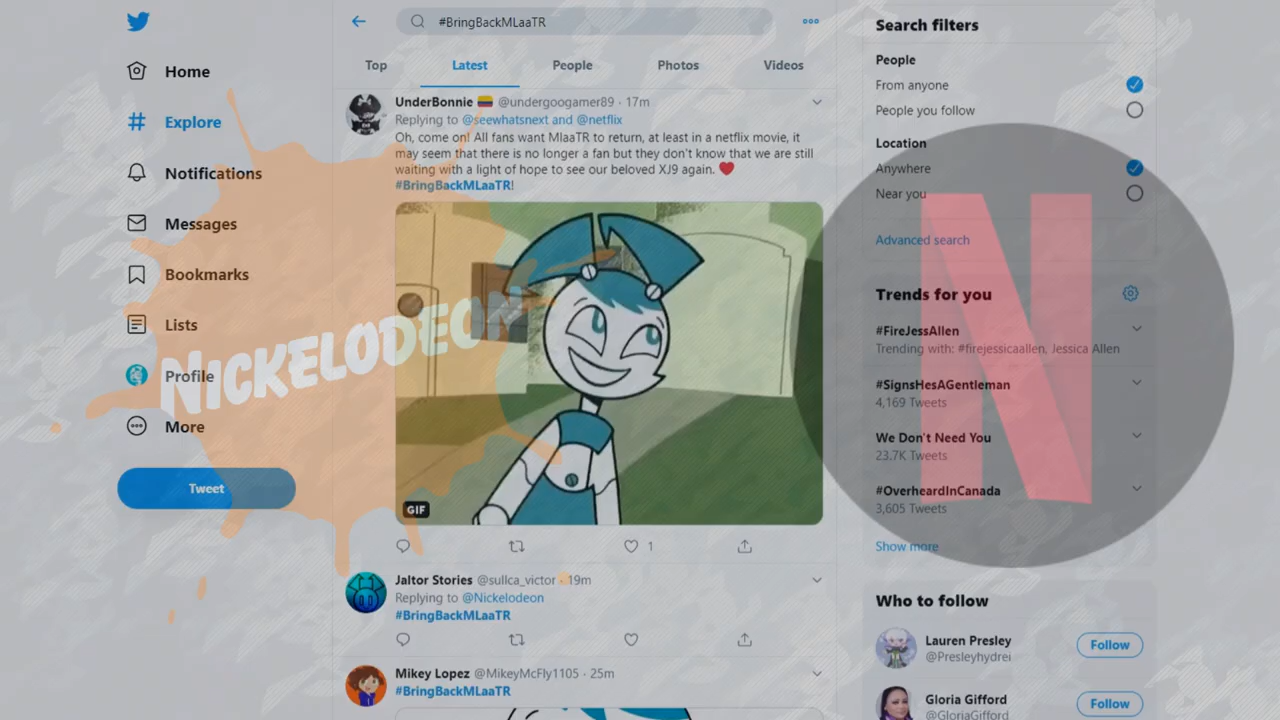 #BringBackMLaaTR
Home
Explore
Notifications
Messages
Bookmarks
Lists
Profile
More
Tweet
NICKELODEON
Top
Latest
People
Photos
Videos
UnderBonnie 🇨🇴 @undergoogamer89 · 17m
Replying to @seewhatsnext and @netflix
Oh, come on! All fans want MlaaTR to return, at least in a netflix movie, it
may seem that there is no longer a fan but they don't know that we are still
waiting with a light of hope to see our beloved XJ9 again. ❤️
#BringBackMLaaTR!
GIF
1
Jaltor Stories @sullca_victor · 19m
Replying to @Nickelodeon
#BringBackMLaaTR
Mikey Lopez @MikeyMcFly1105 · 25m
#BringBackMLaaTR
Search filters
People
From anyone
People you follow
Location
Anywhere
Near you
Advanced search
N
Trends for you
#FireJessAllen
Trending with: #firejessicaallen, Jessica Allen
#SignsHesAGentleman
4,169 Tweets
We Don't Need You
23.7K Tweets
#OverheardInCanada
3,605 Tweets
Show more
Who to follow
Lauren Presley
@Presleyhydrei
Follow
Gloria Gifford
@GloriaGifford
Follow